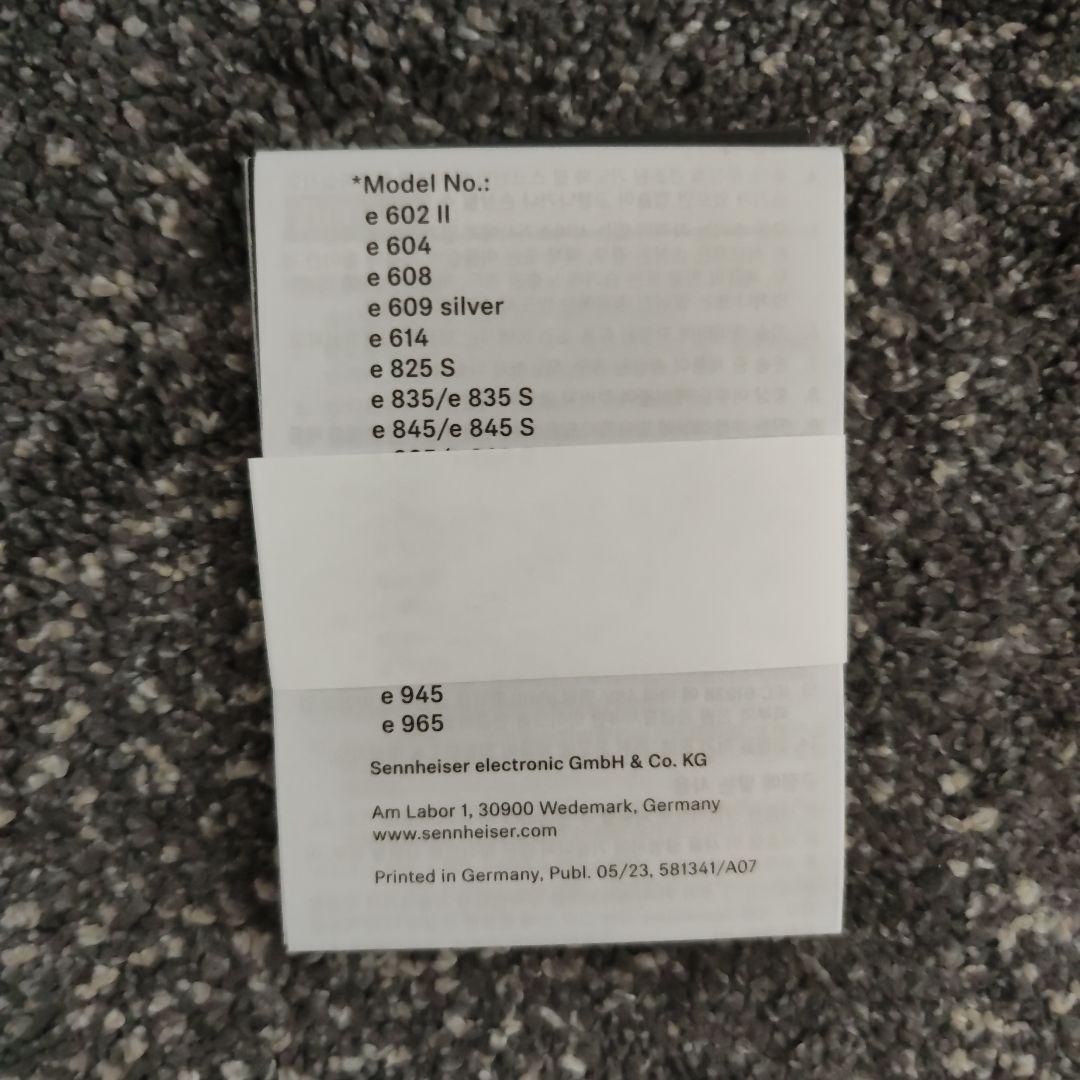 *Model No.:
e 602 II
e 604
e 608
e 609 silver
e 614
e 825 S
e 835/e 835 S
e 845/e 845 S
e 945
e 965
Sennheiser electronic GmbH & Co. KG
Am Labor 1, 30900 Wedemark, Germany
www.sennheiser.com
Printed in Germany, Publ. 05/23, 581341/A07